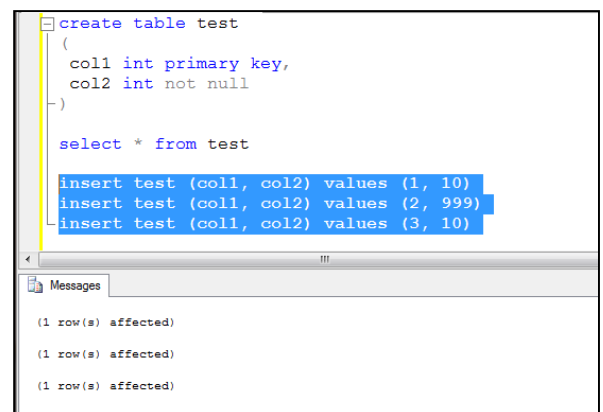 create table test
(
col1 int primary key,
col2 int not null
)
select * from test
insert test (col1, col2) values (1, 10)
insert test (col1, col2) values (2, 999)
insert test (col1, col2) values (3, 10)
Messages
(1 row(s) affected)
(1 row(s) affected)
(1 row(s) affected)